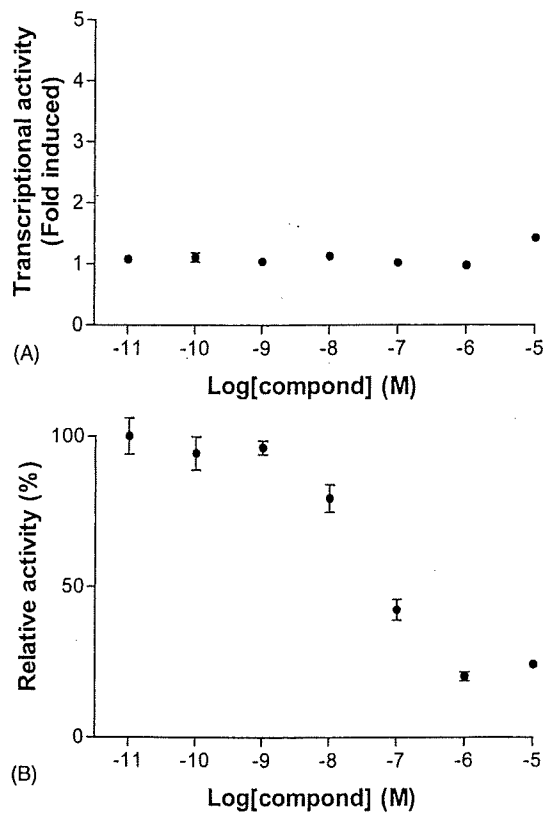 5
4
3
2
1
0
Transcriptional activity
(Fold induced)
-11 -10 -9 -8 -7 -6 -5
(A)
Log[compond] (M)
100
50
0
Relative activity (%)
-11 -10 -9 -8 -7 -6 -5
(B)
Log[compond] (M)